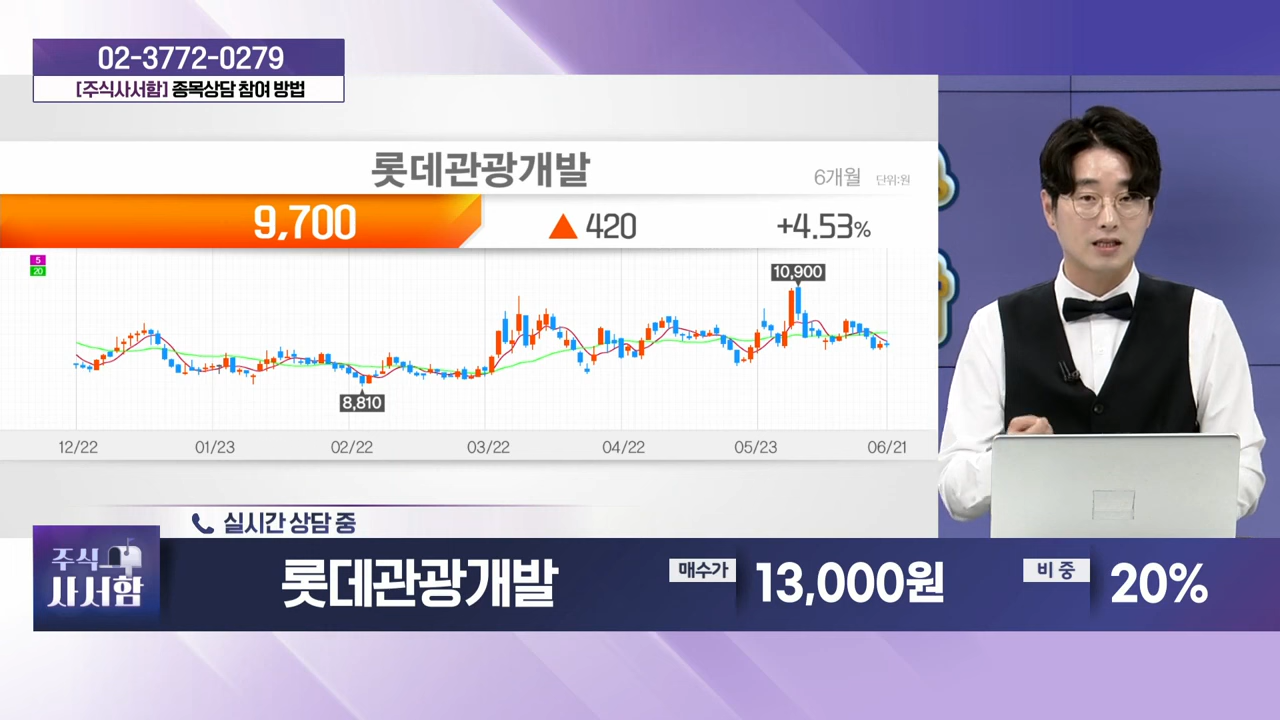 02-3772-0279
[주식사서함] 종목상담 참여 방법
롯데관광개발
6개월 단위:원
9,700 ▲ 420 +4.53%
5
20
10,900
8,810
12/22 01/23 02/22 03/22 04/22 05/23 06/21
실시간 상담 중
주식
사서함
롯데관광개발 매수가 13,000원 비중 20%